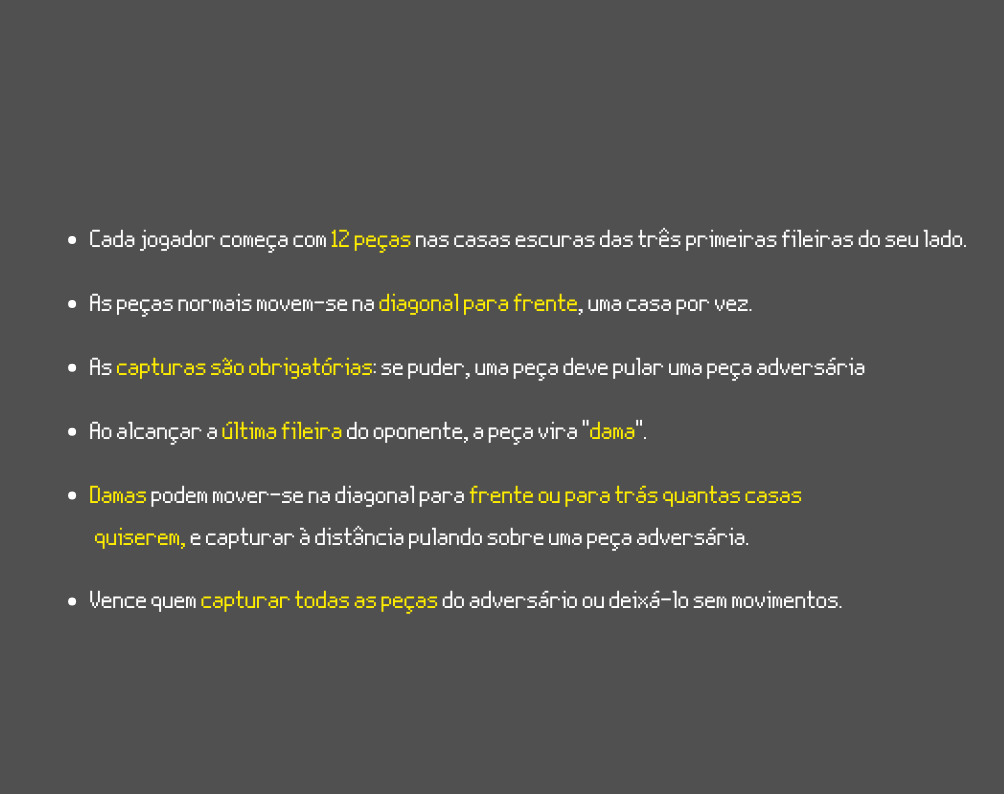 • Cada jogador começa com 12 peças nas casas escuras das três primeiras fileiras do seu lado.
• As peças normais movem-se na diagonal para frente, uma casa por vez.
• As capturas são obrigatórias: se puder, uma peça deve pular uma peça adversária
• Ao alcançar a última fileira do oponente, a peça vira "dama".
• Damas podem mover-se na diagonal para frente ou para trás quantas casas
quiserem, e capturar à distância pulando sobre uma peça adversária.
• Vence quem capturar todas as peças do adversário ou deixá-lo sem movimentos.